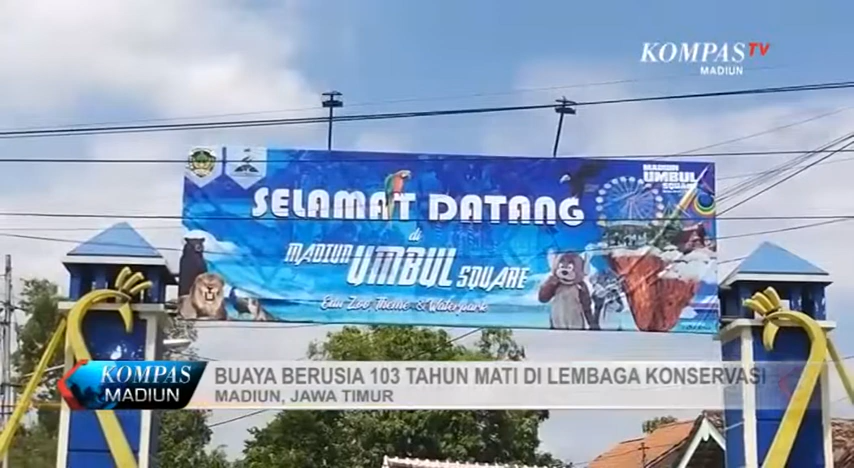 KOMPAS TV
MADIUN
MADIUN
UMBUL
SQUARE
SELAMAT DATANG
di
MADIUN UMBUL SQUARE
Edu Zoo Theme & Waterpark
KOMPAS
MADIUN
BUAYA BERUSIA 103 TAHUN MATI DI LEMBAGA KONSERVASI
MADIUN, JAWA TIMUR